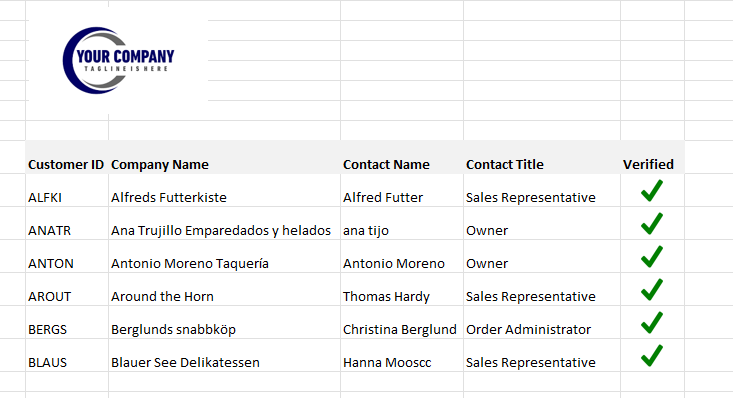 YOUR COMPANY
TAGLINE IS HERE
Customer ID Company Name Contact Name Contact Title Verified
ALFKI Alfreds Futterkiste Alfred Futter Sales Representative
ANATR Ana Trujillo Emparedados y helados ana tijo Owner
ANTON Antonio Moreno Taquería Antonio Moreno Owner
AROUT Around the Horn Thomas Hardy Sales Representative
BERGS Berglunds snabbköp Christina Berglund Order Administrator
BLAUS Blauer See Delikatessen Hanna Mooscc Sales Representative